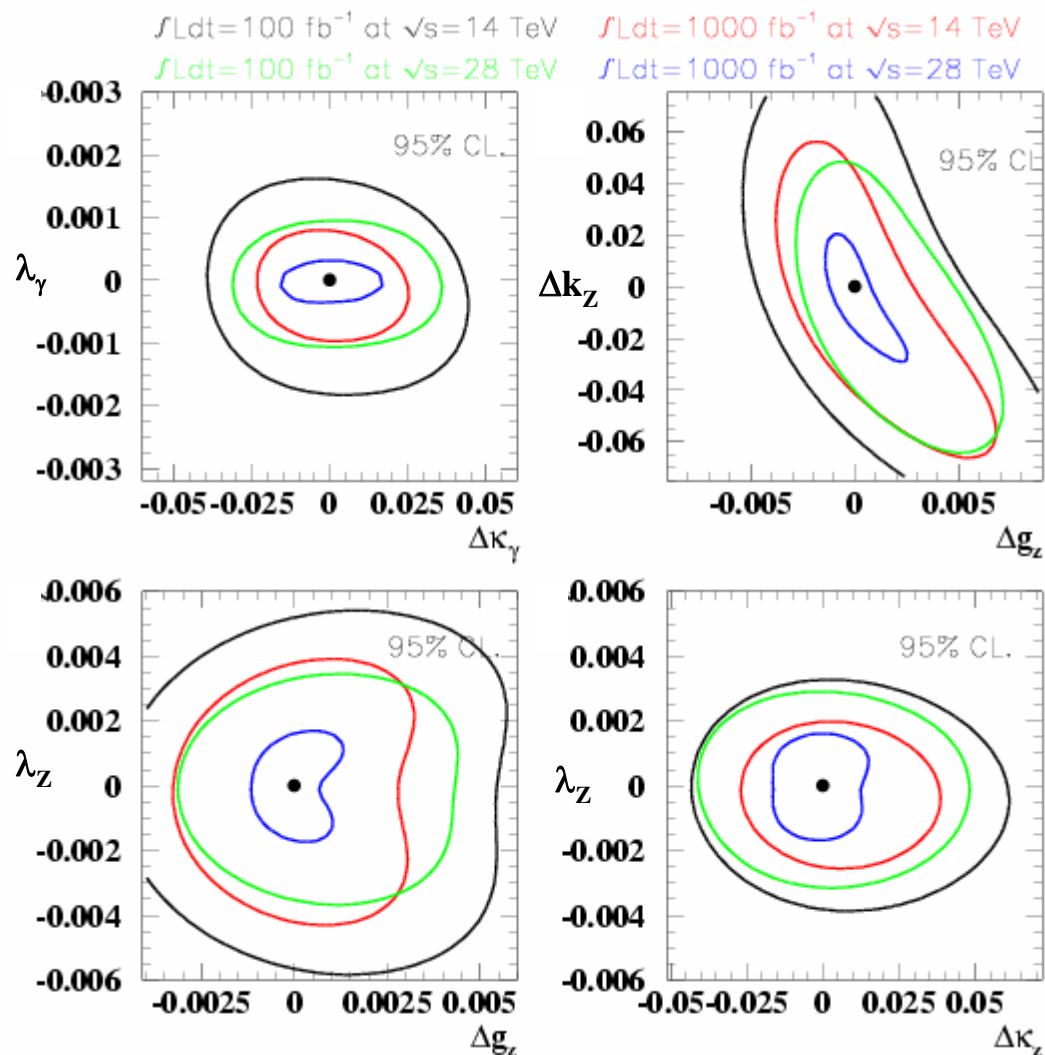 ∫Ldt=100 fb⁻¹ at √s=14 TeV ∫Ldt=1000 fb⁻¹ at √s=14 TeV
∫Ldt=100 fb⁻¹ at √s=28 TeV ∫Ldt=1000 fb⁻¹ at √s=28 TeV
0.003
0.002
0.001
0
-0.001
-0.002
-0.003
λγ
95% CL.
-0.05 -0.025 0 0.025 0.05
Δκγ
0.06
0.04
0.02
0
-0.02
-0.04
-0.06
Δkz
95% CL
-0.005 0 0.005
Δgz
0.006
0.004
0.002
0
-0.002
-0.004
-0.006
λz
95% CL.
-0.0025 0 0.0025 0.005
Δgz
0.006
0.004
0.002
0
-0.002
-0.004
-0.006
λz
95% CL.
-0.05 -0.025 0 0.025 0.05
Δκz